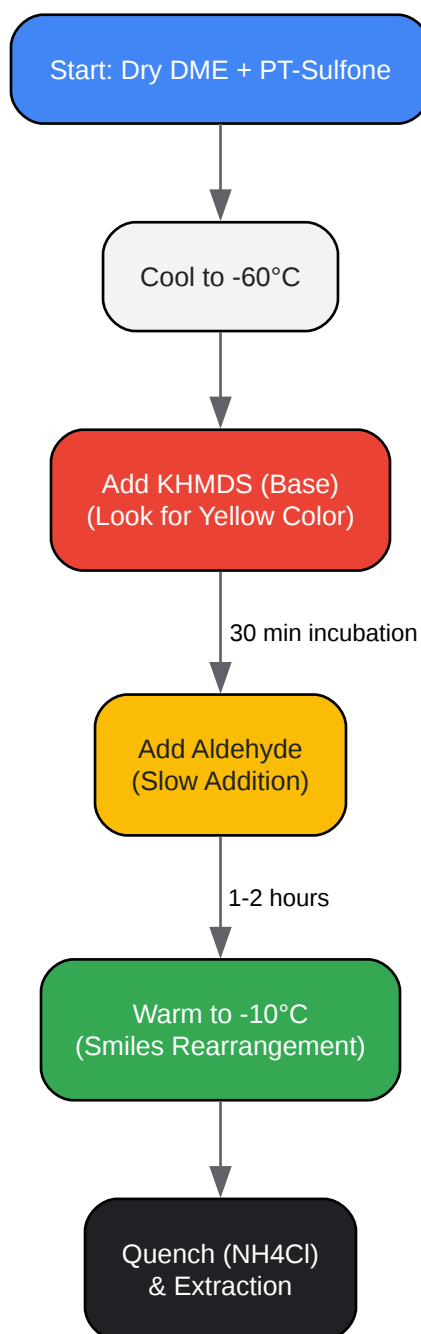 Start: Dry DME + PT-Sulfone
Cool to -60°C
Add KHMDS (Base)
(Look for Yellow Color)
30 min incubation
Add Aldehyde
(Slow Addition)
1-2 hours
Warm to -10°C
(Smiles Rearrangement)
Quench (NH4Cl)
& Extraction